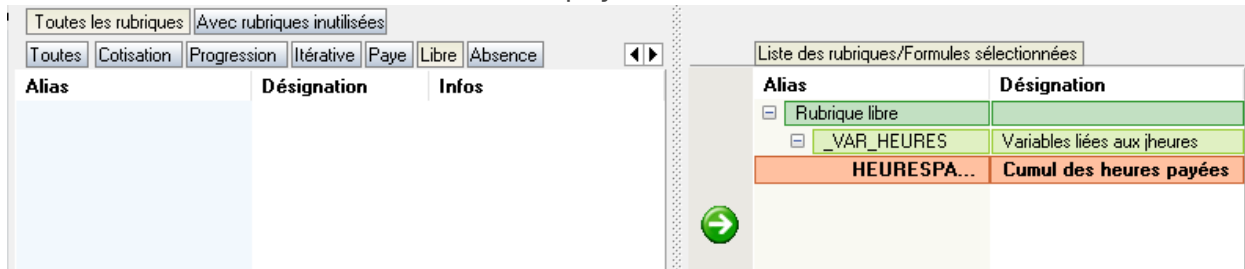 Toutes les rubriques Avec rubriques inutilisées
Toutes Cotisation Progression Itérative Paye Libre Absence
Alias Désignation Infos
Liste des rubriques/Formules sélectionnées
Alias Désignation
Rubrique libre
_VAR_HEURES Variables liées aux jheures
HEURESPA... Cumul des heures payées